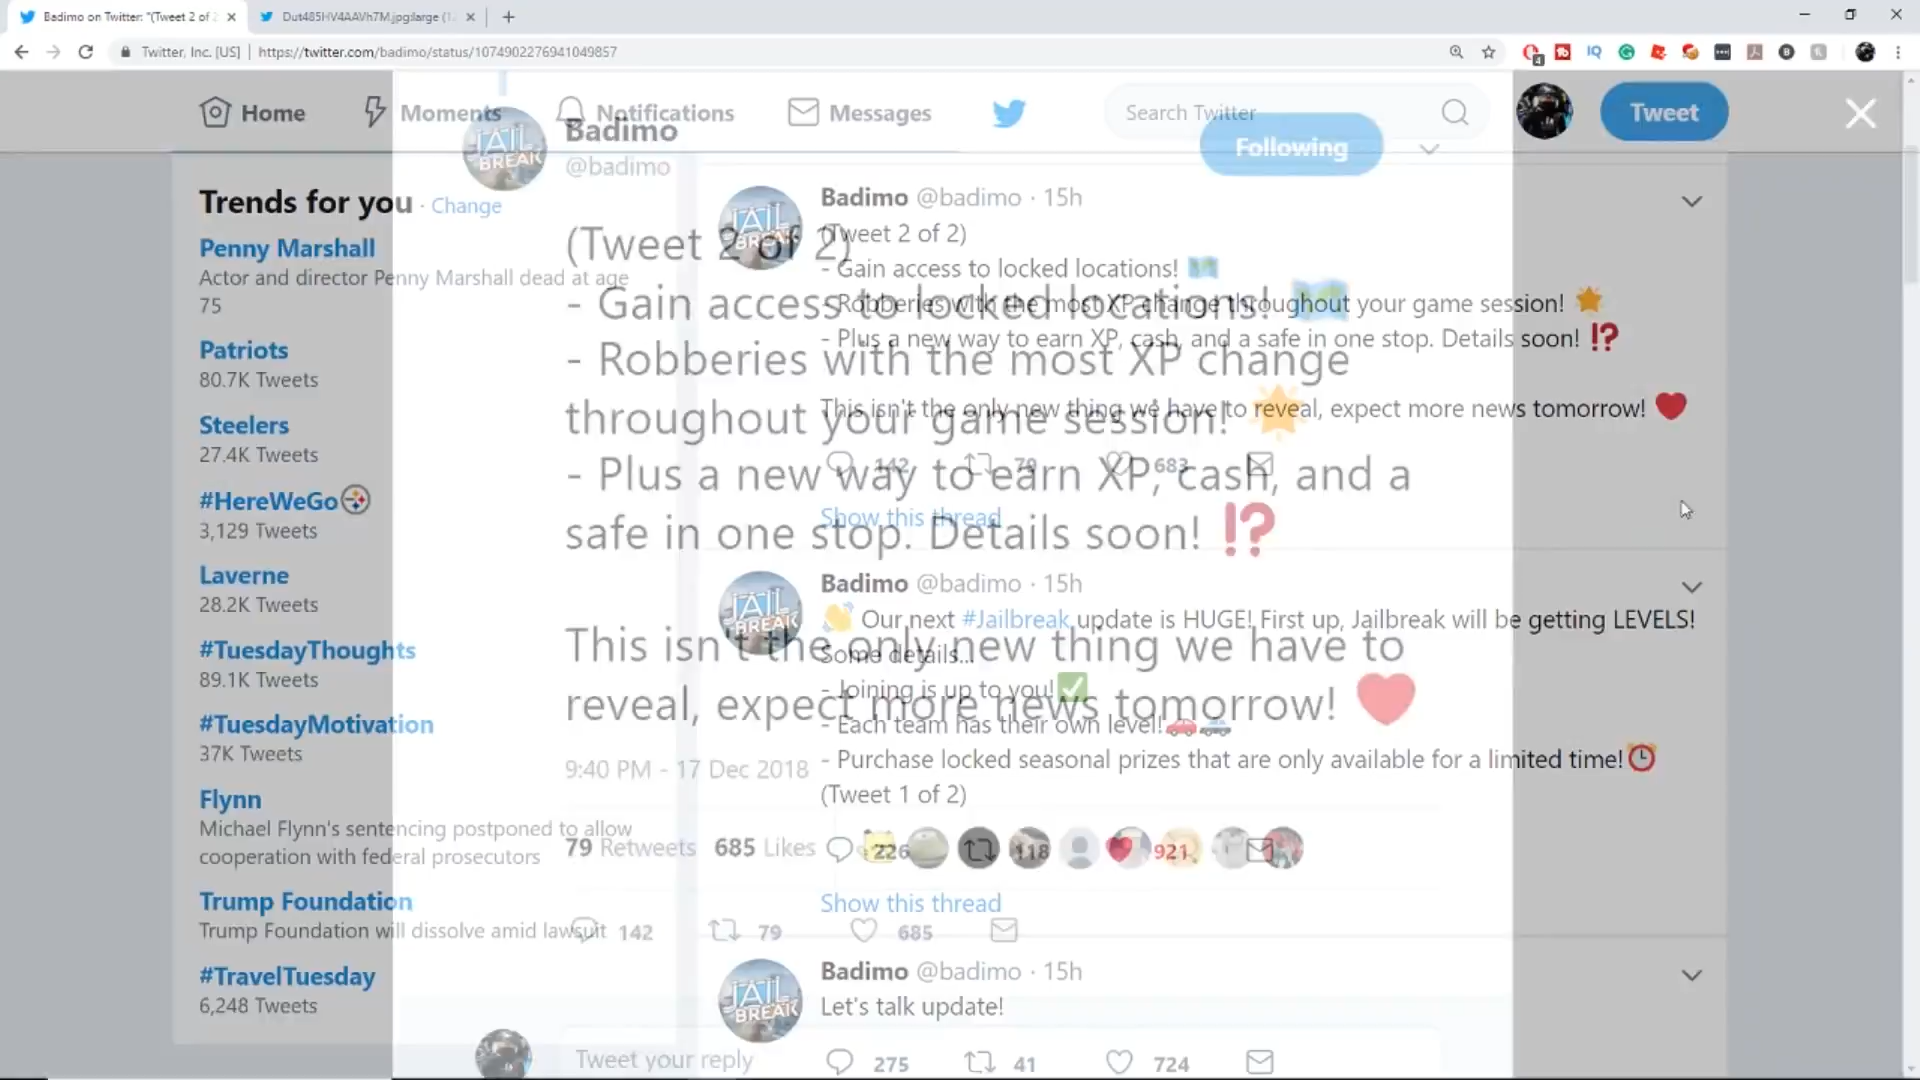 Badimo on Twitter: "(Tweet 2 of 2
Dut485HV4AAVh7M.jpg:large (1
Twitter, Inc. [US]
https://twitter.com/badimo/status/1074902276941049857
Home
Moments
Notifications
Messages
Search Twitter
Tweet
Trends for you · Change
Penny Marshall
Actor and director Penny Marshall dead at age
75
Patriots
80.7K Tweets
Steelers
27.4K Tweets
#HereWeGo
3,129 Tweets
Laverne
28.2K Tweets
#TuesdayThoughts
89.1K Tweets
#TuesdayMotivation
37K Tweets
Flynn
Michael Flynn's sentencing postponed to allow
cooperation with federal prosecutors
Trump Foundation
Trump Foundation will dissolve amid lawsuit
#TravelTuesday
6,248 Tweets
JAIL
BREAK
Badimo
@badimo
Following
(Tweet 2 of 2)
- Gain access to locked locations! 🗺️
- Robberies with the most XP change
throughout your game session! 🌟
- Plus a new way to earn XP, cash, and a
safe in one stop. Details soon! ⁉️
This isn't the only new thing we have to
reveal, expect more news tomorrow! ❤️
9:40 PM - 17 Dec 2018
79 Retweets 685 Likes
142 79 685
Tweet your reply
JAIL
BREAK
Badimo @badimo · 15h
(Tweet 2 of 2)
- Gain access to locked locations! 🗺️
- Robberies with the most XP change throughout your game session! 🌟
- Plus a new way to earn XP, cash, and a safe in one stop. Details soon! ⁉️
This isn't the only new thing we have to reveal, expect more news tomorrow! ❤️
142 79 683
Show this thread
JAIL
BREAK
Badimo @badimo · 15h
👏 Our next #Jailbreak update is HUGE! First up, Jailbreak will be getting LEVELS!
Some details...
- Joining is up to you! ✅
- Each team has their own level! 🚗🚓
- Purchase locked seasonal prizes that are only available for a limited time! ⏰
(Tweet 1 of 2)
226 118 921
Show this thread
JAIL
BREAK
Badimo @badimo · 15h
Let's talk update!
275 41 724